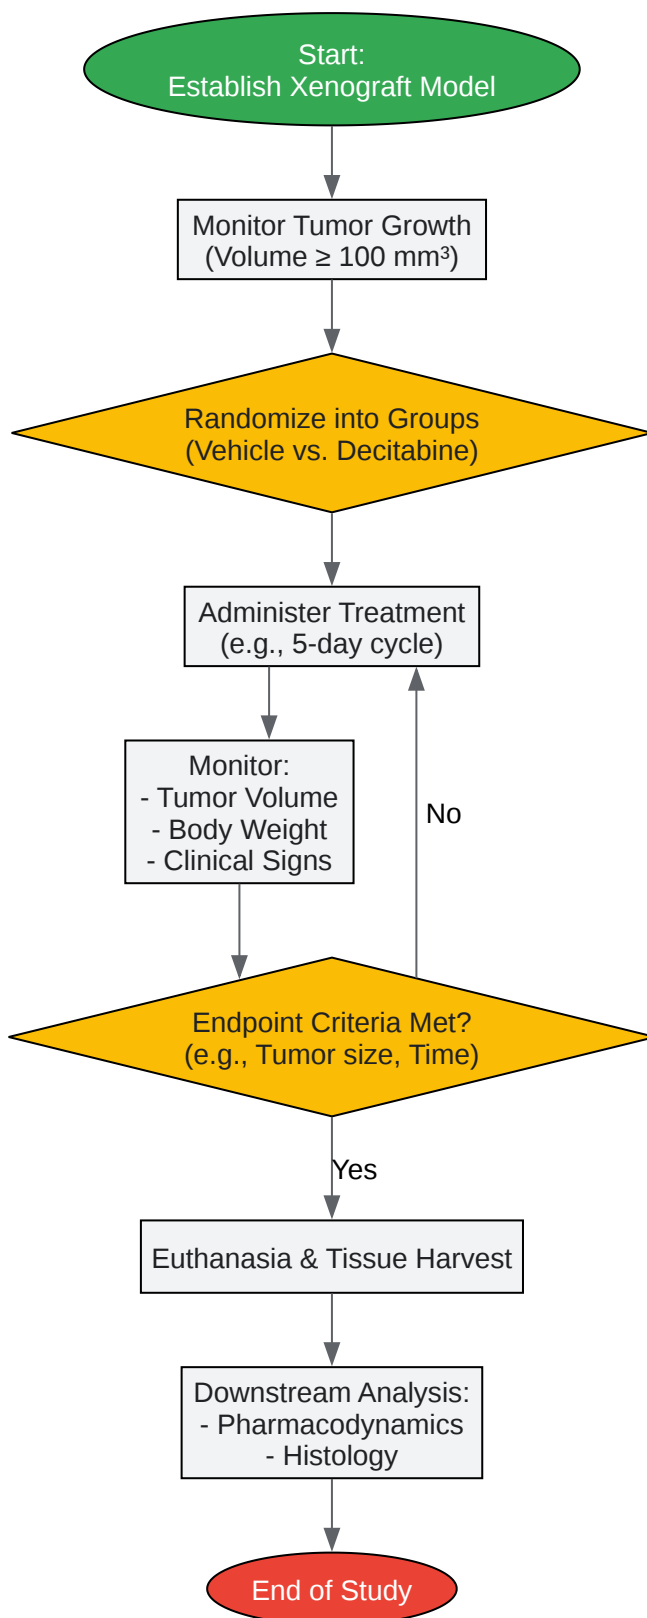 Start:
Establish Xenograft Model
Monitor Tumor Growth
(Volume ≥ 100 mm³)
Randomize into Groups
(Vehicle vs. Decitabine)
Administer Treatment
(e.g., 5-day cycle)
Monitor:
- Tumor Volume
- Body Weight
- Clinical Signs
No
Endpoint Criteria Met?
(e.g., Tumor size, Time)
Yes
Euthanasia & Tissue Harvest
Downstream Analysis:
- Pharmacodynamics
- Histology
End of Study